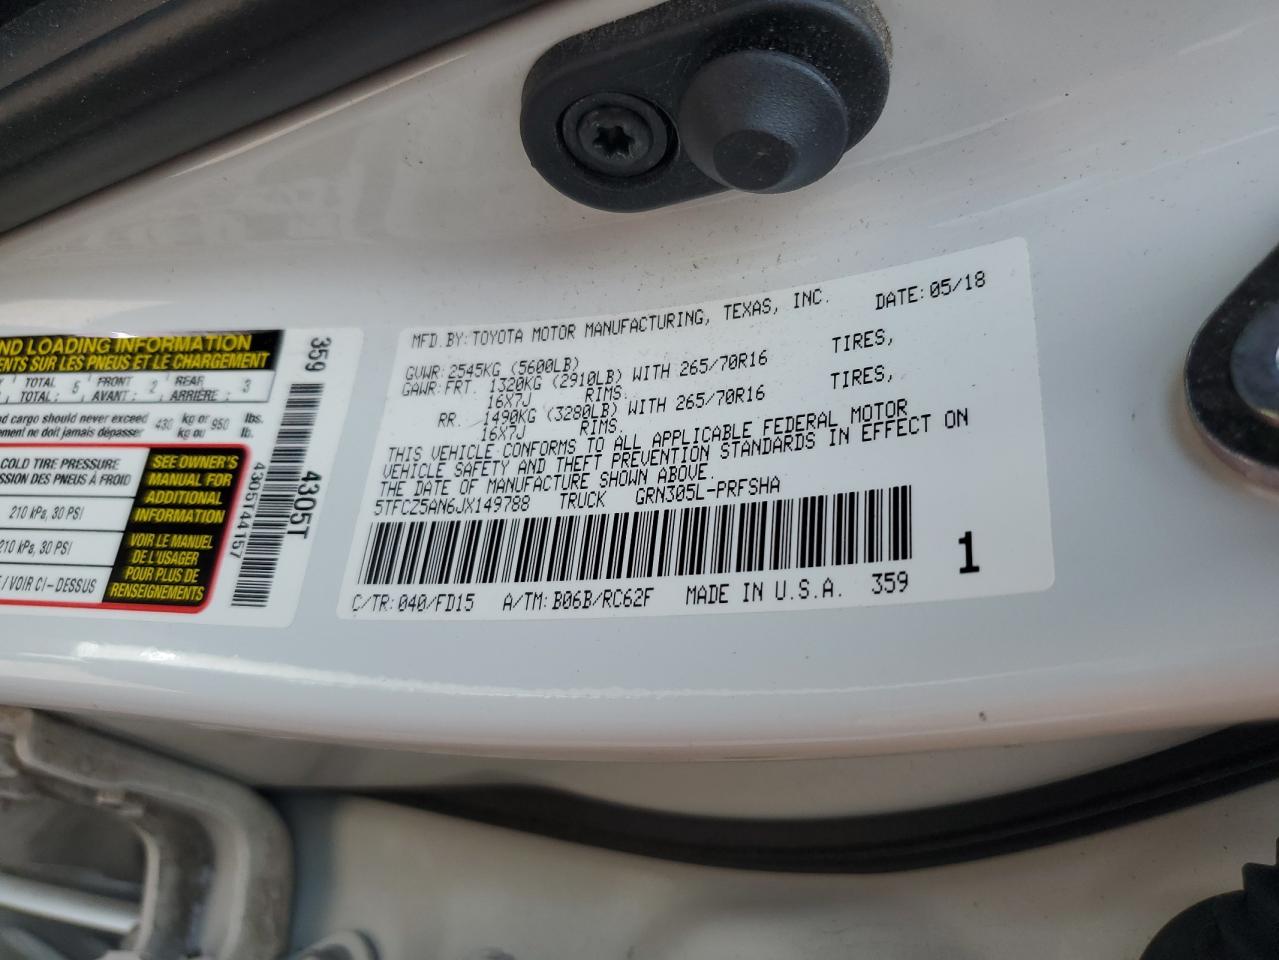 MFD.BY:TOYOTA MOTOR MANUFACTURING, TEXAS, INC. DATE:05/18
GVWR:2545KG (5600LB)
GAWR:FRT. 1320KG (2910LB) WITH 265/70R16 TIRES,
16X7J RIMS.
RR. 1490KG (3280LB) WITH 265/70R16 TIRES,
16X7J RIMS.
THIS VEHICLE CONFORMS TO ALL APPLICABLE FEDERAL MOTOR
VEHICLE SAFETY AND THEFT PREVENTION STANDARDS IN EFFECT ON
THE DATE OF MANUFACTURE SHOWN ABOVE.
5TFCZ5AN6JX149788 TRUCK GRN305L-PRFSHA
1
C/TR:040/FD15 A/TM:B06B/RC62F MADE IN U.S.A. 359
ND LOADING INFORMATION
ENTS SUR LES PNEUS ET LE CHARGEMENT
TOTAL 5 FRONT 2 REAR 3
TOTAL: AVANT: ARRIÈRE:
nd cargo should never exceed 430 kg or 950 lbs.
ement ne doit jamais dépasser kg ou lb.
COLD TIRE PRESSURE
SSION DES PNEUS À FROID
210 kPa, 30 PSI
210 kPa, 30 PSI
/ VOIR CI-DESSUS
SEE OWNER'S
MANUAL FOR
ADDITIONAL
INFORMATION
VOIR LE MANUEL
DE L'USAGER
POUR PLUS DE
RENSEIGNEMENTS
359
4305T
4305T44157